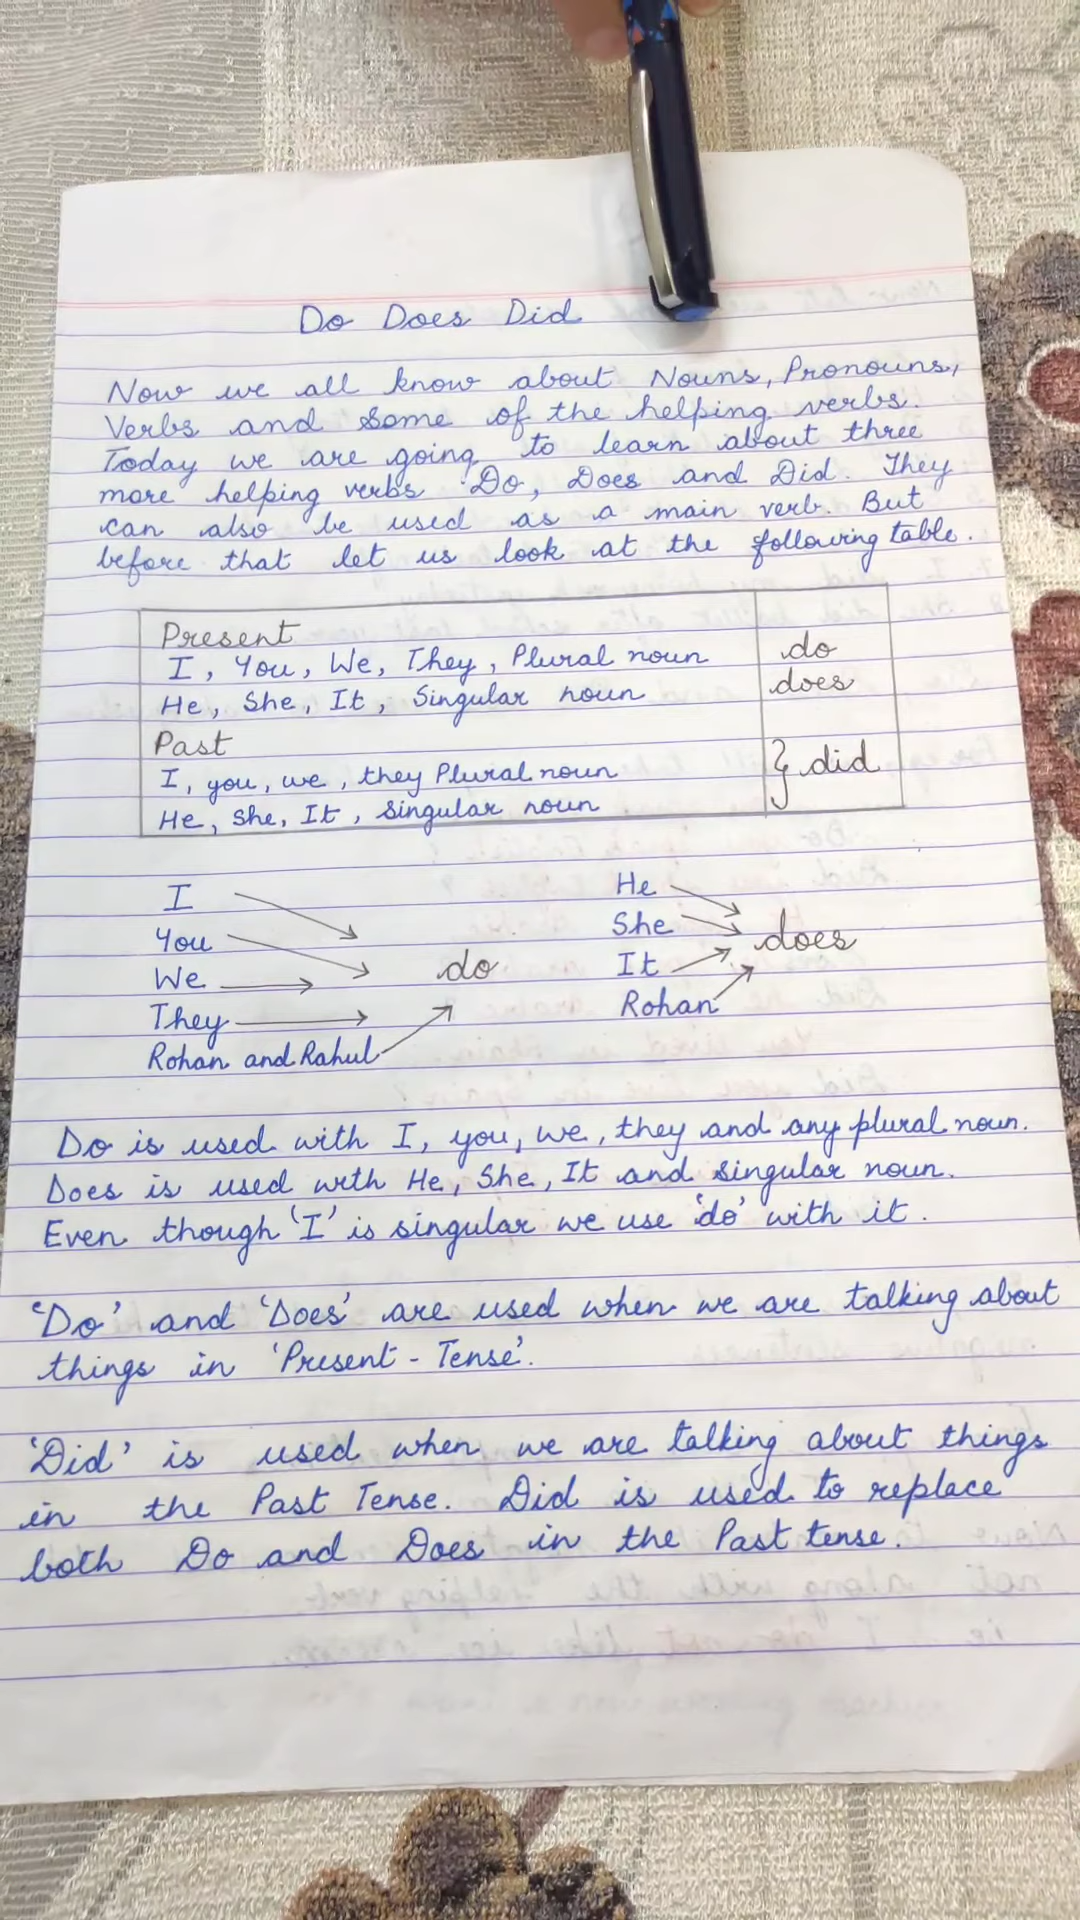 Do Does Did
Now we all know about Nouns, Pronouns,
Verbs and some of the helping verbs.
Today we are going to learn about three
more helping verbs Do, Does and Did. They
can also be used as a main verb. But
before that let us look at the following table.
Present
I, You, We, They, Plural noun do
He, She, It, Singular noun does
Past
I, you, we, they Plural noun } did
He, She, It, singular noun
I
You
We
They
Rohan and Rahul
do
He
She
It
Rohan
does
Do is used with I, you, we, they and any plural noun.
Does is used with He, She, It and singular noun.
Even though 'I' is singular we use 'do' with it.
'Do' and 'Does' are used when we are talking about
things in 'Present - Tense'.
'Did' is used when we are talking about things
in the Past Tense. Did is used to replace
both Do and Does in the Past tense.